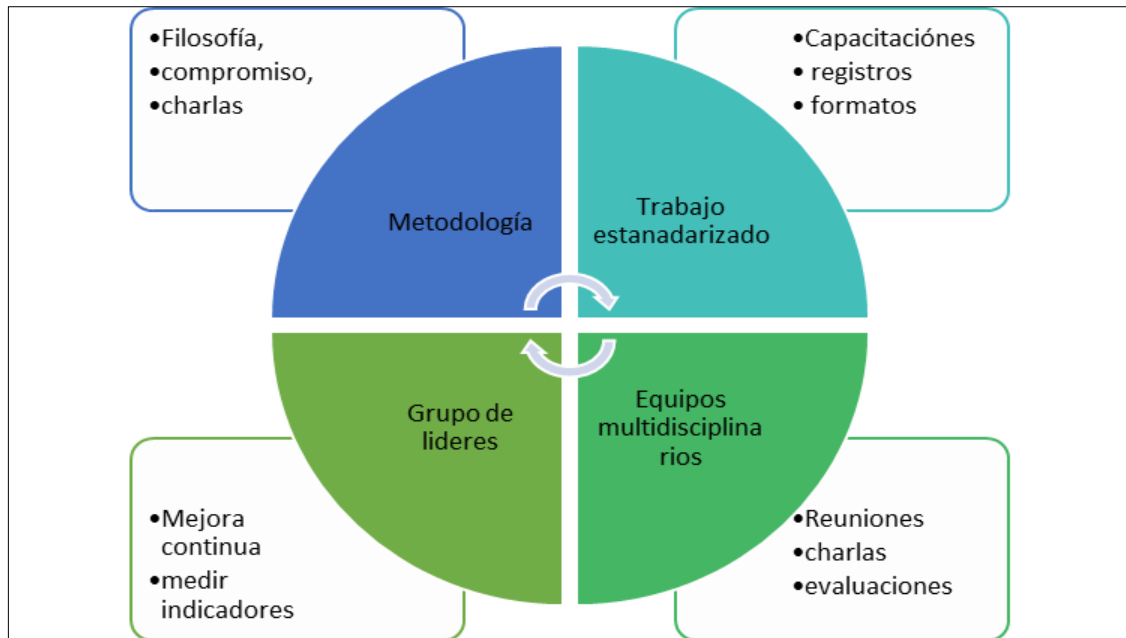 •Filosofía,
•compromiso,
•charlas
•Capacitaciónes
• registros
• formatos
Metodología
Trabajo
estanadarizado
Grupo de
lideres
Equipos
multidisciplina
rios
•Mejora
continua
•medir
indicadores
•Reuniones
•charlas
•evaluaciones